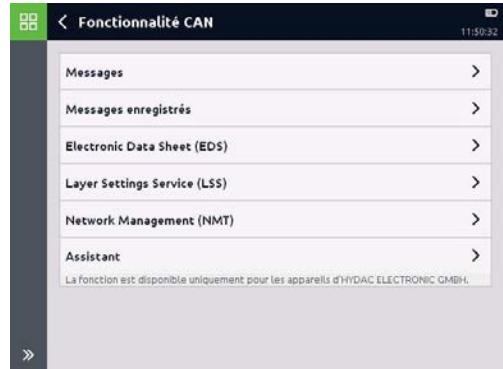 Fonctionnalité CAN
11:50:32
Messages
Messages enregistrés
Electronic Data Sheet (EDS)
Layer Settings Service (LSS)
Network Management (NMT)
Assistant
La fonction est disponible uniquement pour les appareils d'HYDAC ELECTRONIC GMBH.